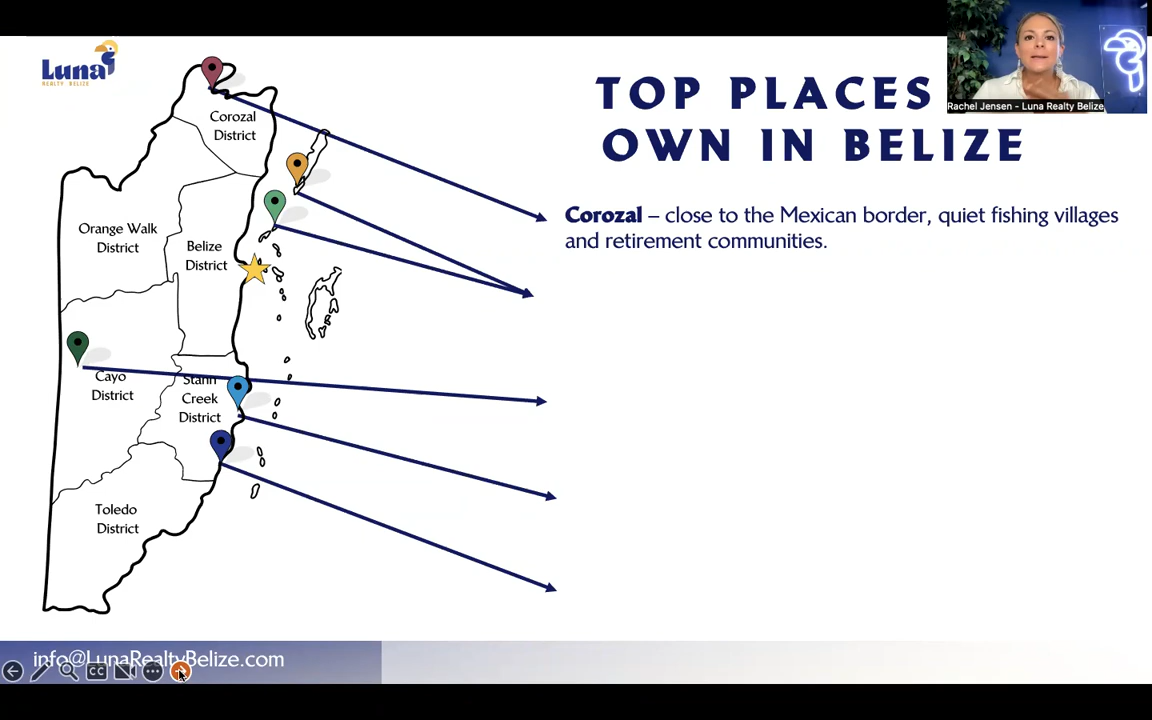 Luna
REALTY BELIZE
TOP PLACES
OWN IN BELIZE
Rachel Jensen - Luna Realty Belize
Corozal
District
Corozal – close to the Mexican border, quiet fishing villages
and retirement communities.
Orange Walk
District
Belize
District
Cayo
District
Stann
Creek
District
Toledo
District
info@LunaRealtyBelize.com
CC